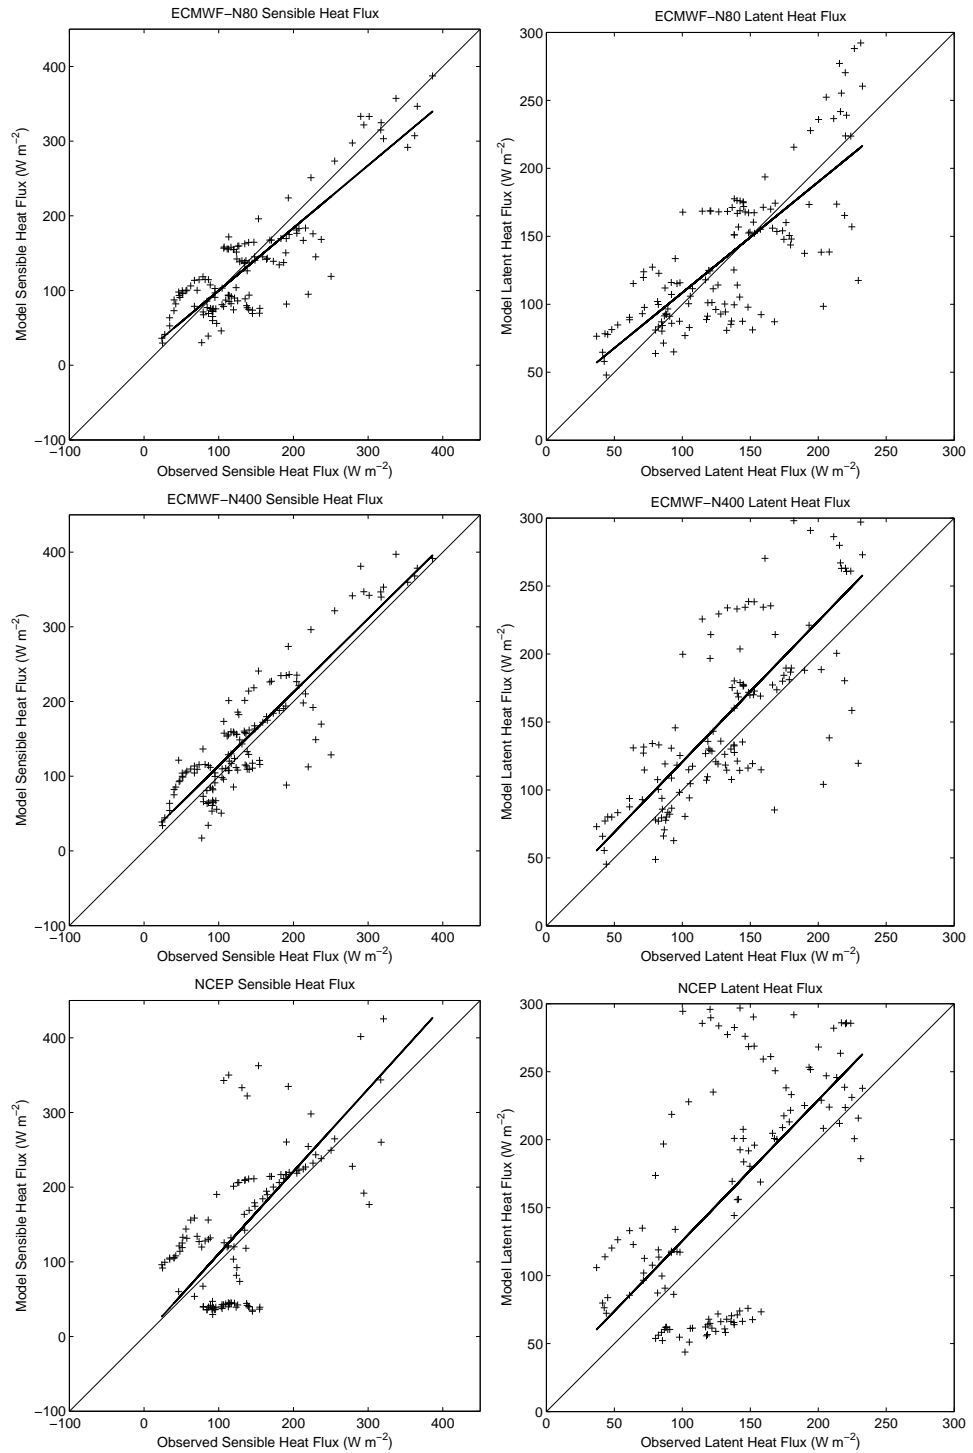 ECMWF−N80 Sensible Heat Flux
400
300
200
100
0
−100
−100 0 100 200 300 400
Model Sensible Heat Flux (W m−2)
Observed Sensible Heat Flux (W m−2)
ECMWF−N80 Latent Heat Flux
300
250
200
150
100
50
0
0 50 100 150 200 250 300
Model Latent Heat Flux (W m−2)
Observed Latent Heat Flux (W m−2)
ECMWF−N400 Sensible Heat Flux
400
300
200
100
0
−100
−100 0 100 200 300 400
Model Sensible Heat Flux (W m−2)
Observed Sensible Heat Flux (W m−2)
ECMWF−N400 Latent Heat Flux
300
250
200
150
100
50
0
0 50 100 150 200 250 300
Model Latent Heat Flux (W m−2)
Observed Latent Heat Flux (W m−2)
NCEP Sensible Heat Flux
400
300
200
100
0
−100
−100 0 100 200 300 400
Model Sensible Heat Flux (W m−2)
Observed Sensible Heat Flux (W m−2)
NCEP Latent Heat Flux
300
250
200
150
100
50
0
0 50 100 150 200 250 300
Model Latent Heat Flux (W m−2)
Observed Latent Heat Flux (W m−2)